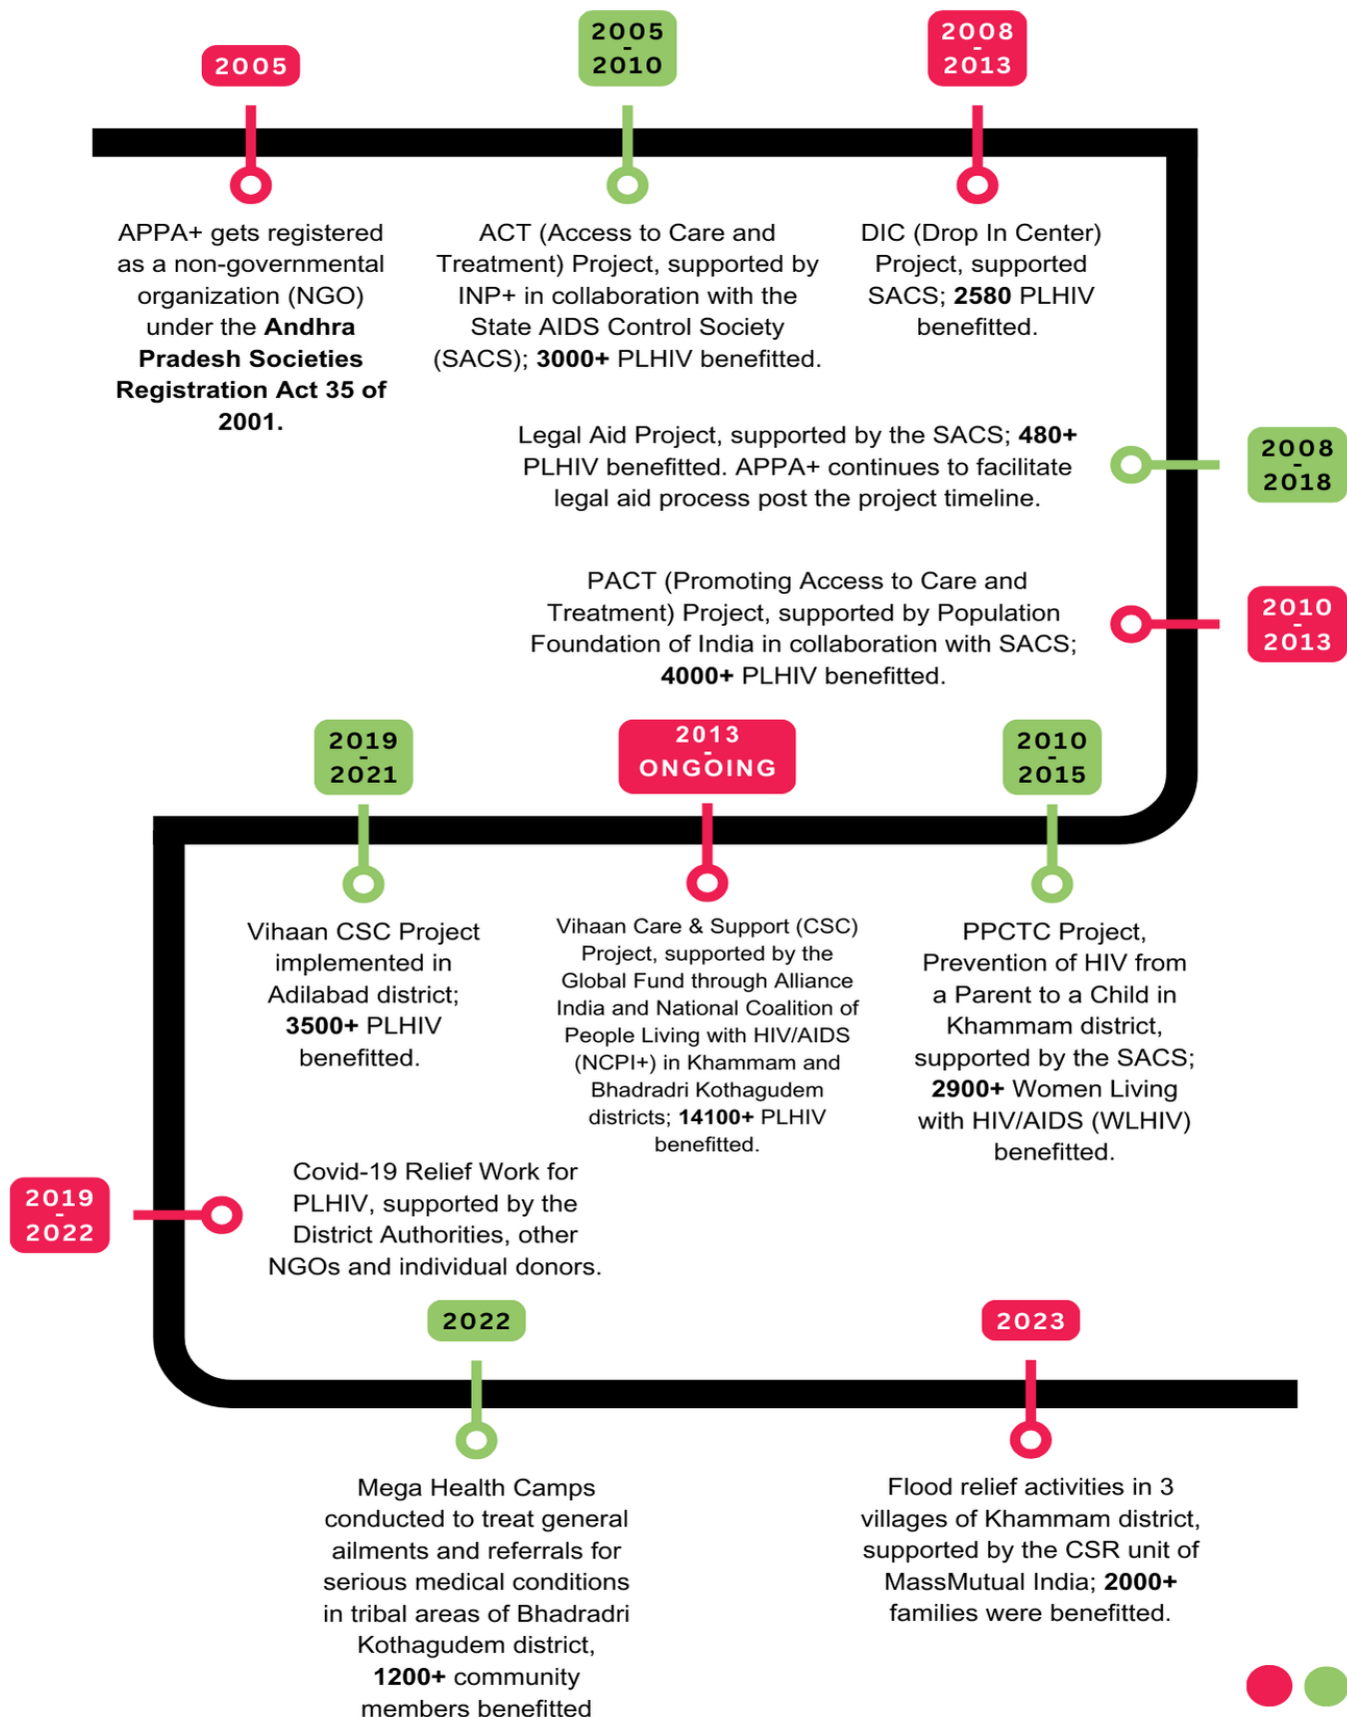 2005
APPA+ gets registered
as a non-governmental
organization (NGO)
under the Andhra
Pradesh Societies
Registration Act 35 of
2001.
2005
-
2010
ACT (Access to Care and
Treatment) Project, supported by
INP+ in collaboration with the
State AIDS Control Society
(SACS); 3000+ PLHIV benefitted.
2008
-
2013
DIC (Drop In Center)
Project, supported
SACS; 2580 PLHIV
benefitted.
2008
-
2018
Legal Aid Project, supported by the SACS; 480+
PLHIV benefitted. APPA+ continues to facilitate
legal aid process post the project timeline.
2010
-
2013
PACT (Promoting Access to Care and
Treatment) Project, supported by Population
Foundation of India in collaboration with SACS;
4000+ PLHIV benefitted.
2010
-
2015
PPCTC Project,
Prevention of HIV from
a Parent to a Child in
Khammam district,
supported by the SACS;
2900+ Women Living
with HIV/AIDS (WLHIV)
benefitted.
2013
-
ONGOING
Vihaan Care & Support (CSC)
Project, supported by the
Global Fund through Alliance
India and National Coalition of
People Living with HIV/AIDS
(NCPI+) in Khammam and
Bhadradri Kothagudem
districts; 14100+ PLHIV
benefitted.
2019
-
2021
Vihaan CSC Project
implemented in
Adilabad district;
3500+ PLHIV
benefitted.
2019
-
2022
Covid-19 Relief Work for
PLHIV, supported by the
District Authorities, other
NGOs and individual donors.
2022
Mega Health Camps
conducted to treat general
ailments and referrals for
serious medical conditions
in tribal areas of Bhadradri
Kothagudem district,
1200+ community
members benefitted
2023
Flood relief activities in 3
villages of Khammam district,
supported by the CSR unit of
MassMutual India; 2000+
families were benefitted.